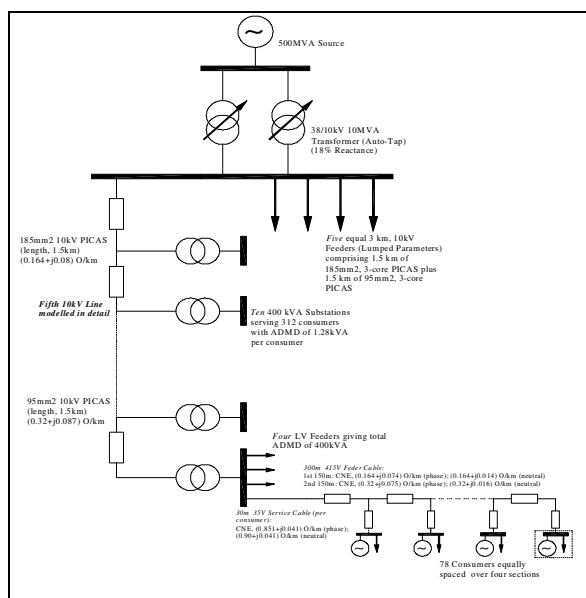 500MVA Source
38/10kV 10MVA
Transformer (Auto-Tap)
(18% Reactance)
185mm2 10kV PICAS
(length, 1.5km)
(0.164+j0.08) O/km
Five equal 3 km, 10kV
Feeders (Lumped Parameters)
comprising 1.5 km of
185mm2, 3-core PICAS plus
1.5 km of 95mm2, 3-core
PICAS
Fifth 10kV Line
modelled in detail
Ten 400 kVA Substations
serving 312 consumers
with ADMD of 1.28kVA
per consumer
95mm2 10kV PICAS
(length, 1.5km)
(0.32+j0.087) O/km
Four LV Feeders giving total
ADMD of 400kVA
300m 415V Feder Cable:
1st 150m: CNE, (0.164+j0.074) O/km (phase); (0.164+j0.014) O/km (neutral)
2nd 150m: CNE, (0.32+j0.075) O/km (phase); (0.32+j0.016) O/km (neutral)
30m 35V Service Cable (per
consumer):
CNE, (0.851+j0.041) O/km (phase);
(0.90+j0.041) O/km (neutral)
78 Consumers equally
spaced over four sections